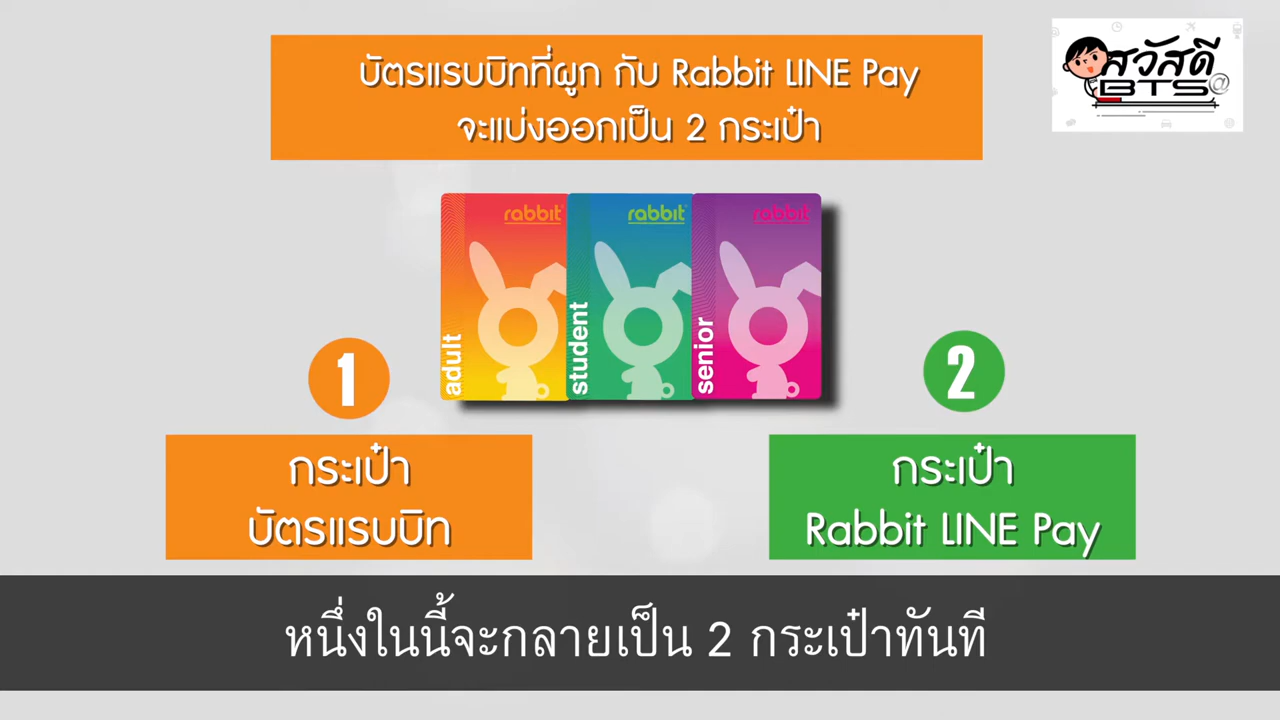 บัตรแรบบิทที่ผูก กับ Rabbit LINE Pay
จะแบ่งออกเป็น 2 กระเป๋า
สวัสดี
BTS@
rabbit
rabbit
rabbit
adult
student
senior
1
2
กระเป๋า
บัตรแรบบิท
กระเป๋า
Rabbit LINE Pay
หนึ่งในนี้จะกลายเป็น 2 กระเป๋าทันที